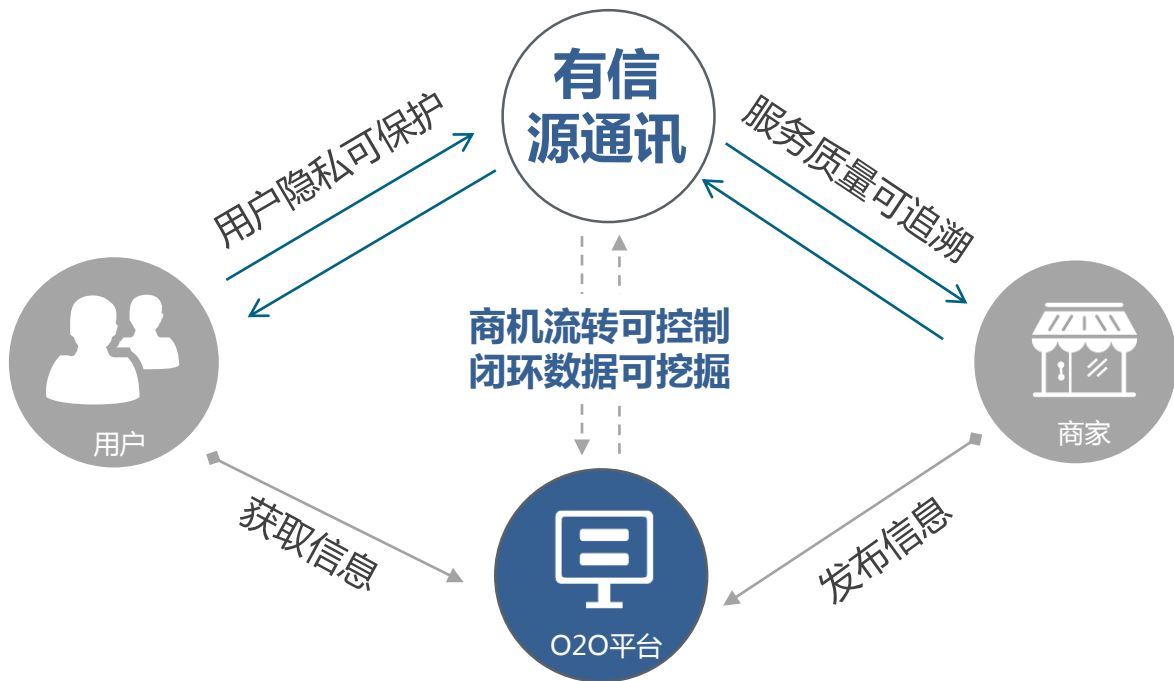 有信
源通讯
用户隐私可保护
服务质量可追溯
商机流转可控制
闭环数据可挖掘
用户
商家
获取信息
发布信息
O2O平台